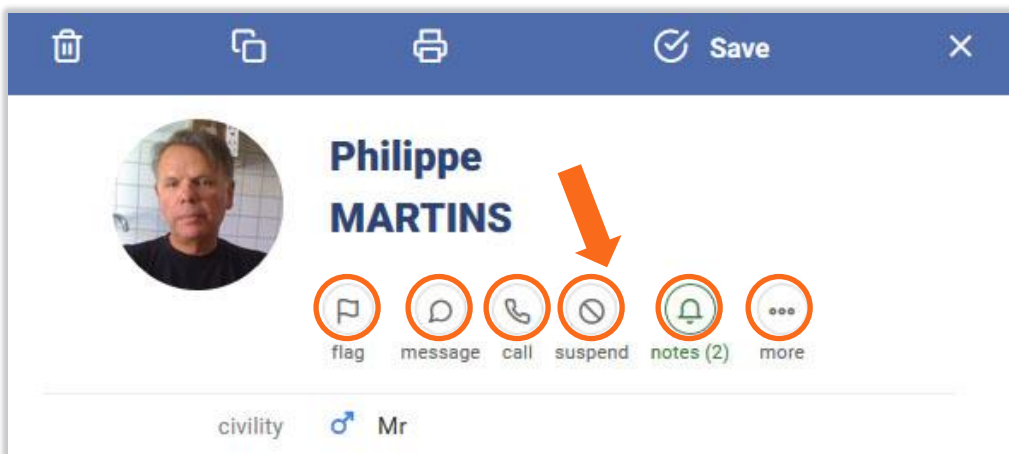 Save
Philippe
MARTINS
flag message call suspend notes (2) more
civility Mr